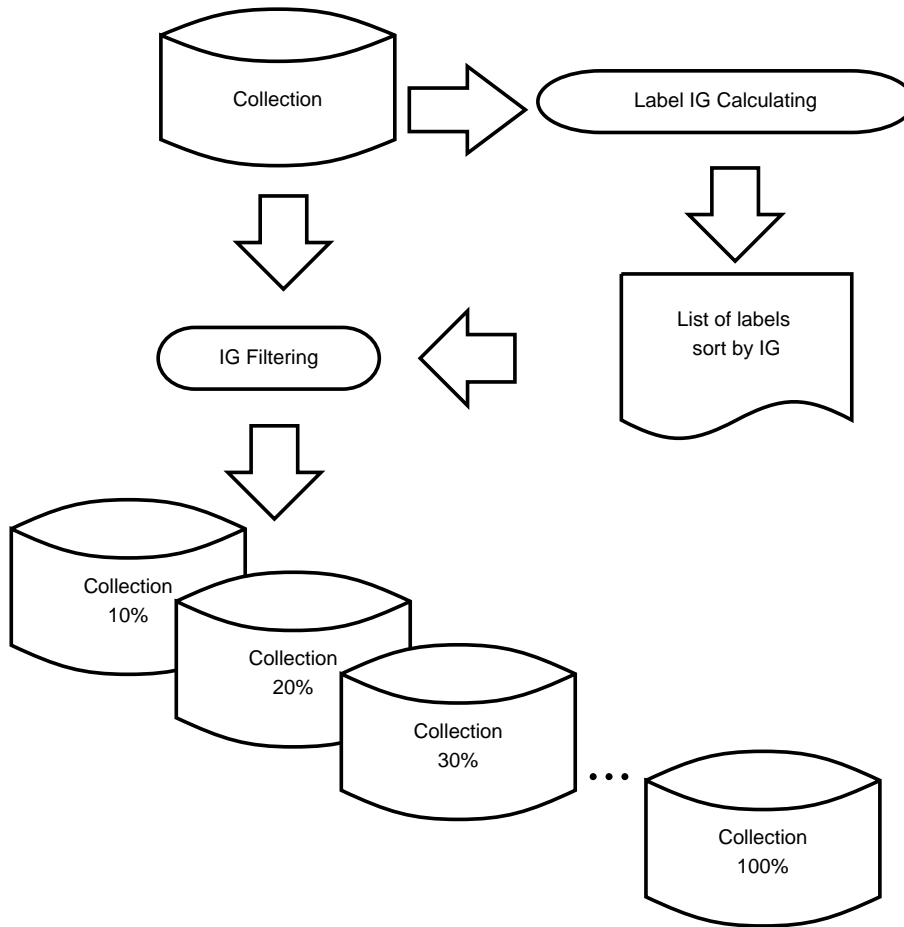 Collection
Label IG Calculating
List of labels
sort by IG
IG Filtering
Collection
10%
Collection
20%
Collection
30%
...
Collection
100%